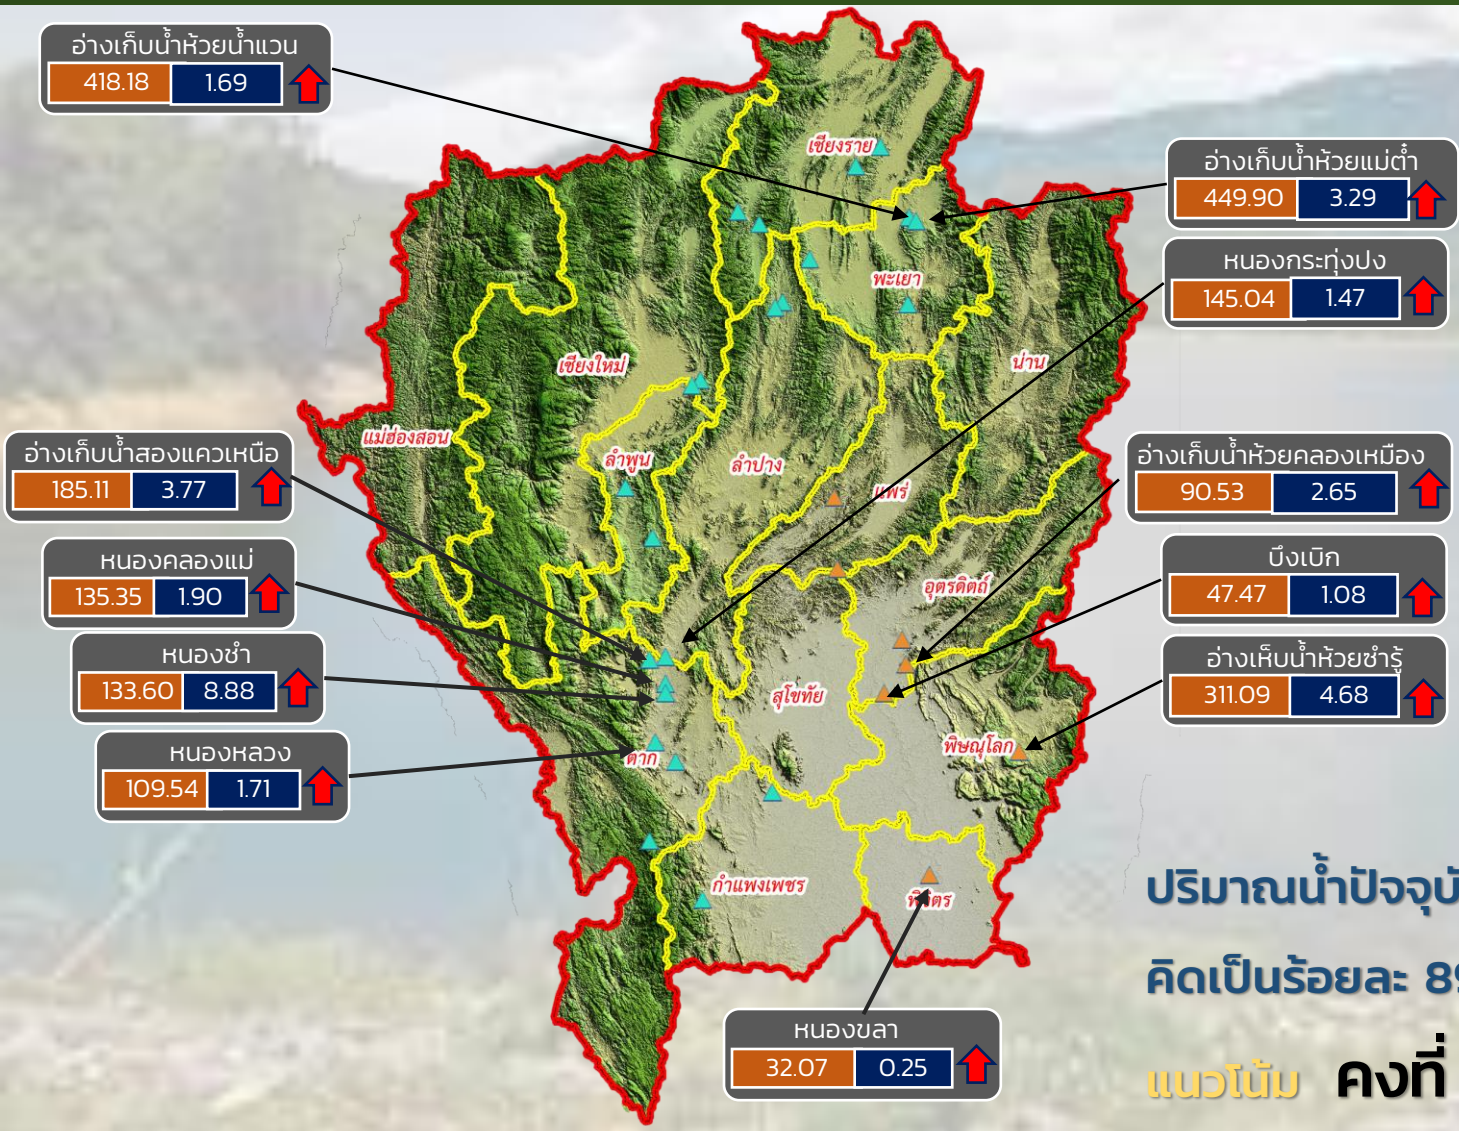 อ่างเก็บน้ำห้วยน้ำแวน
418.18 1.69
อ่างเก็บน้ำห้วยแม่ต๋ำ
449.90 3.29
หนองกระทุ่งปง
145.04 1.47
อ่างเก็บน้ำสองแควเหนือ
185.11 3.77
อ่างเก็บน้ำห้วยคลองเหมือง
90.53 2.65
หนองคลองแม่
135.35 1.90
บึงเบิก
47.47 1.08
หนองชำ
133.60 8.88
อ่างเห็บน้ำห้วยซำรู้
311.09 4.68
หนองหลวง
109.54 1.71
หนองขลา
32.07 0.25
เชียงราย
พะเยา
น่าน
เชียงใหม่
แม่ฮ่องสอน
ลำพูน
ลำปาง
แพร่
อุตรดิตถ์
สุโขทัย
ตาก
พิษณุโลก
กำแพงเพชร
ปริมาณน้ำปัจจุบั
คิดเป็นร้อยละ 89
แนวโน้ม คงที่